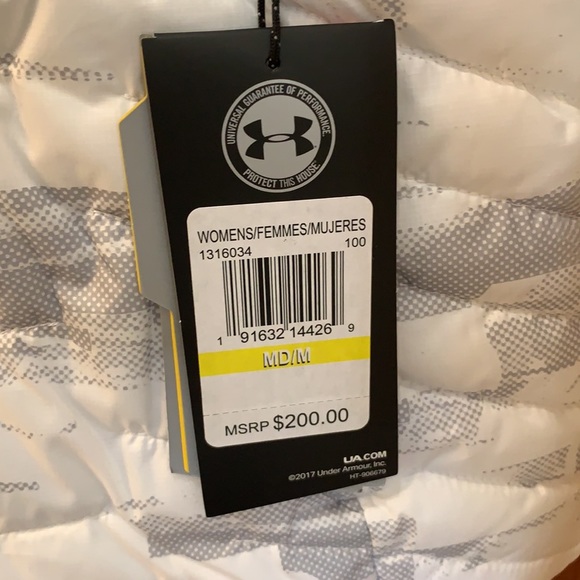 UNIVERSAL GUARANTEE OF PERFORMANCE.
PROTECT THIS HOUSE.
WOMENS/FEMMES/MUJERES
1316034 100
1 91632 14426 9
MD/M
MSRP $200.00
UA.COM
©2017 Under Armour, Inc.
HT-906679